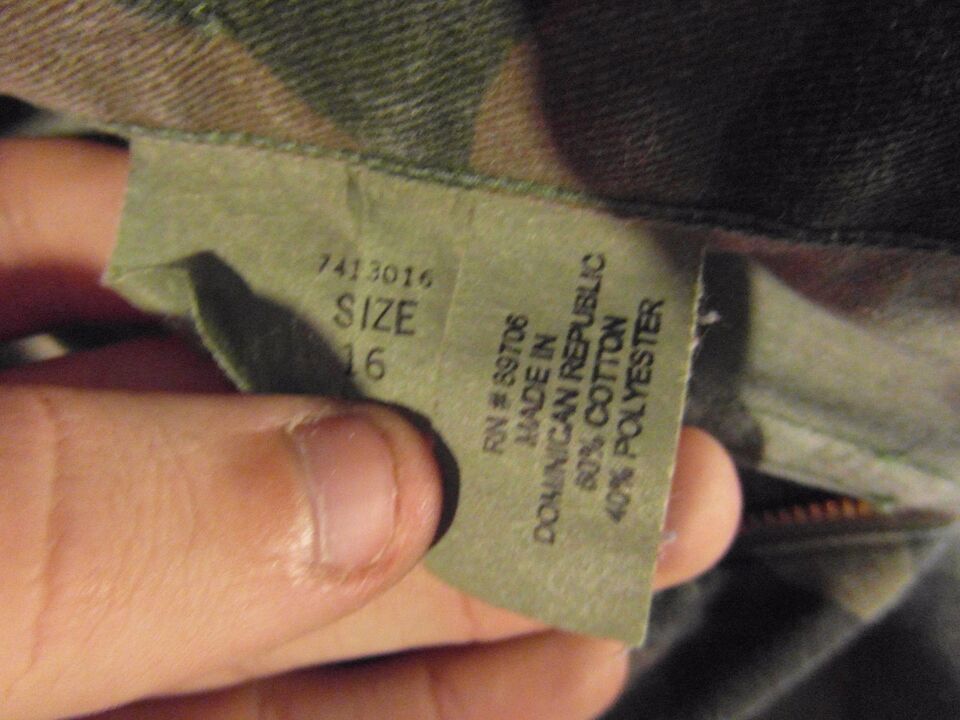 7413016
SIZE
16
RN # 89706
MADE IN
DOMINICAN REPUBLIC
60% COTTON
40% POLYESTER